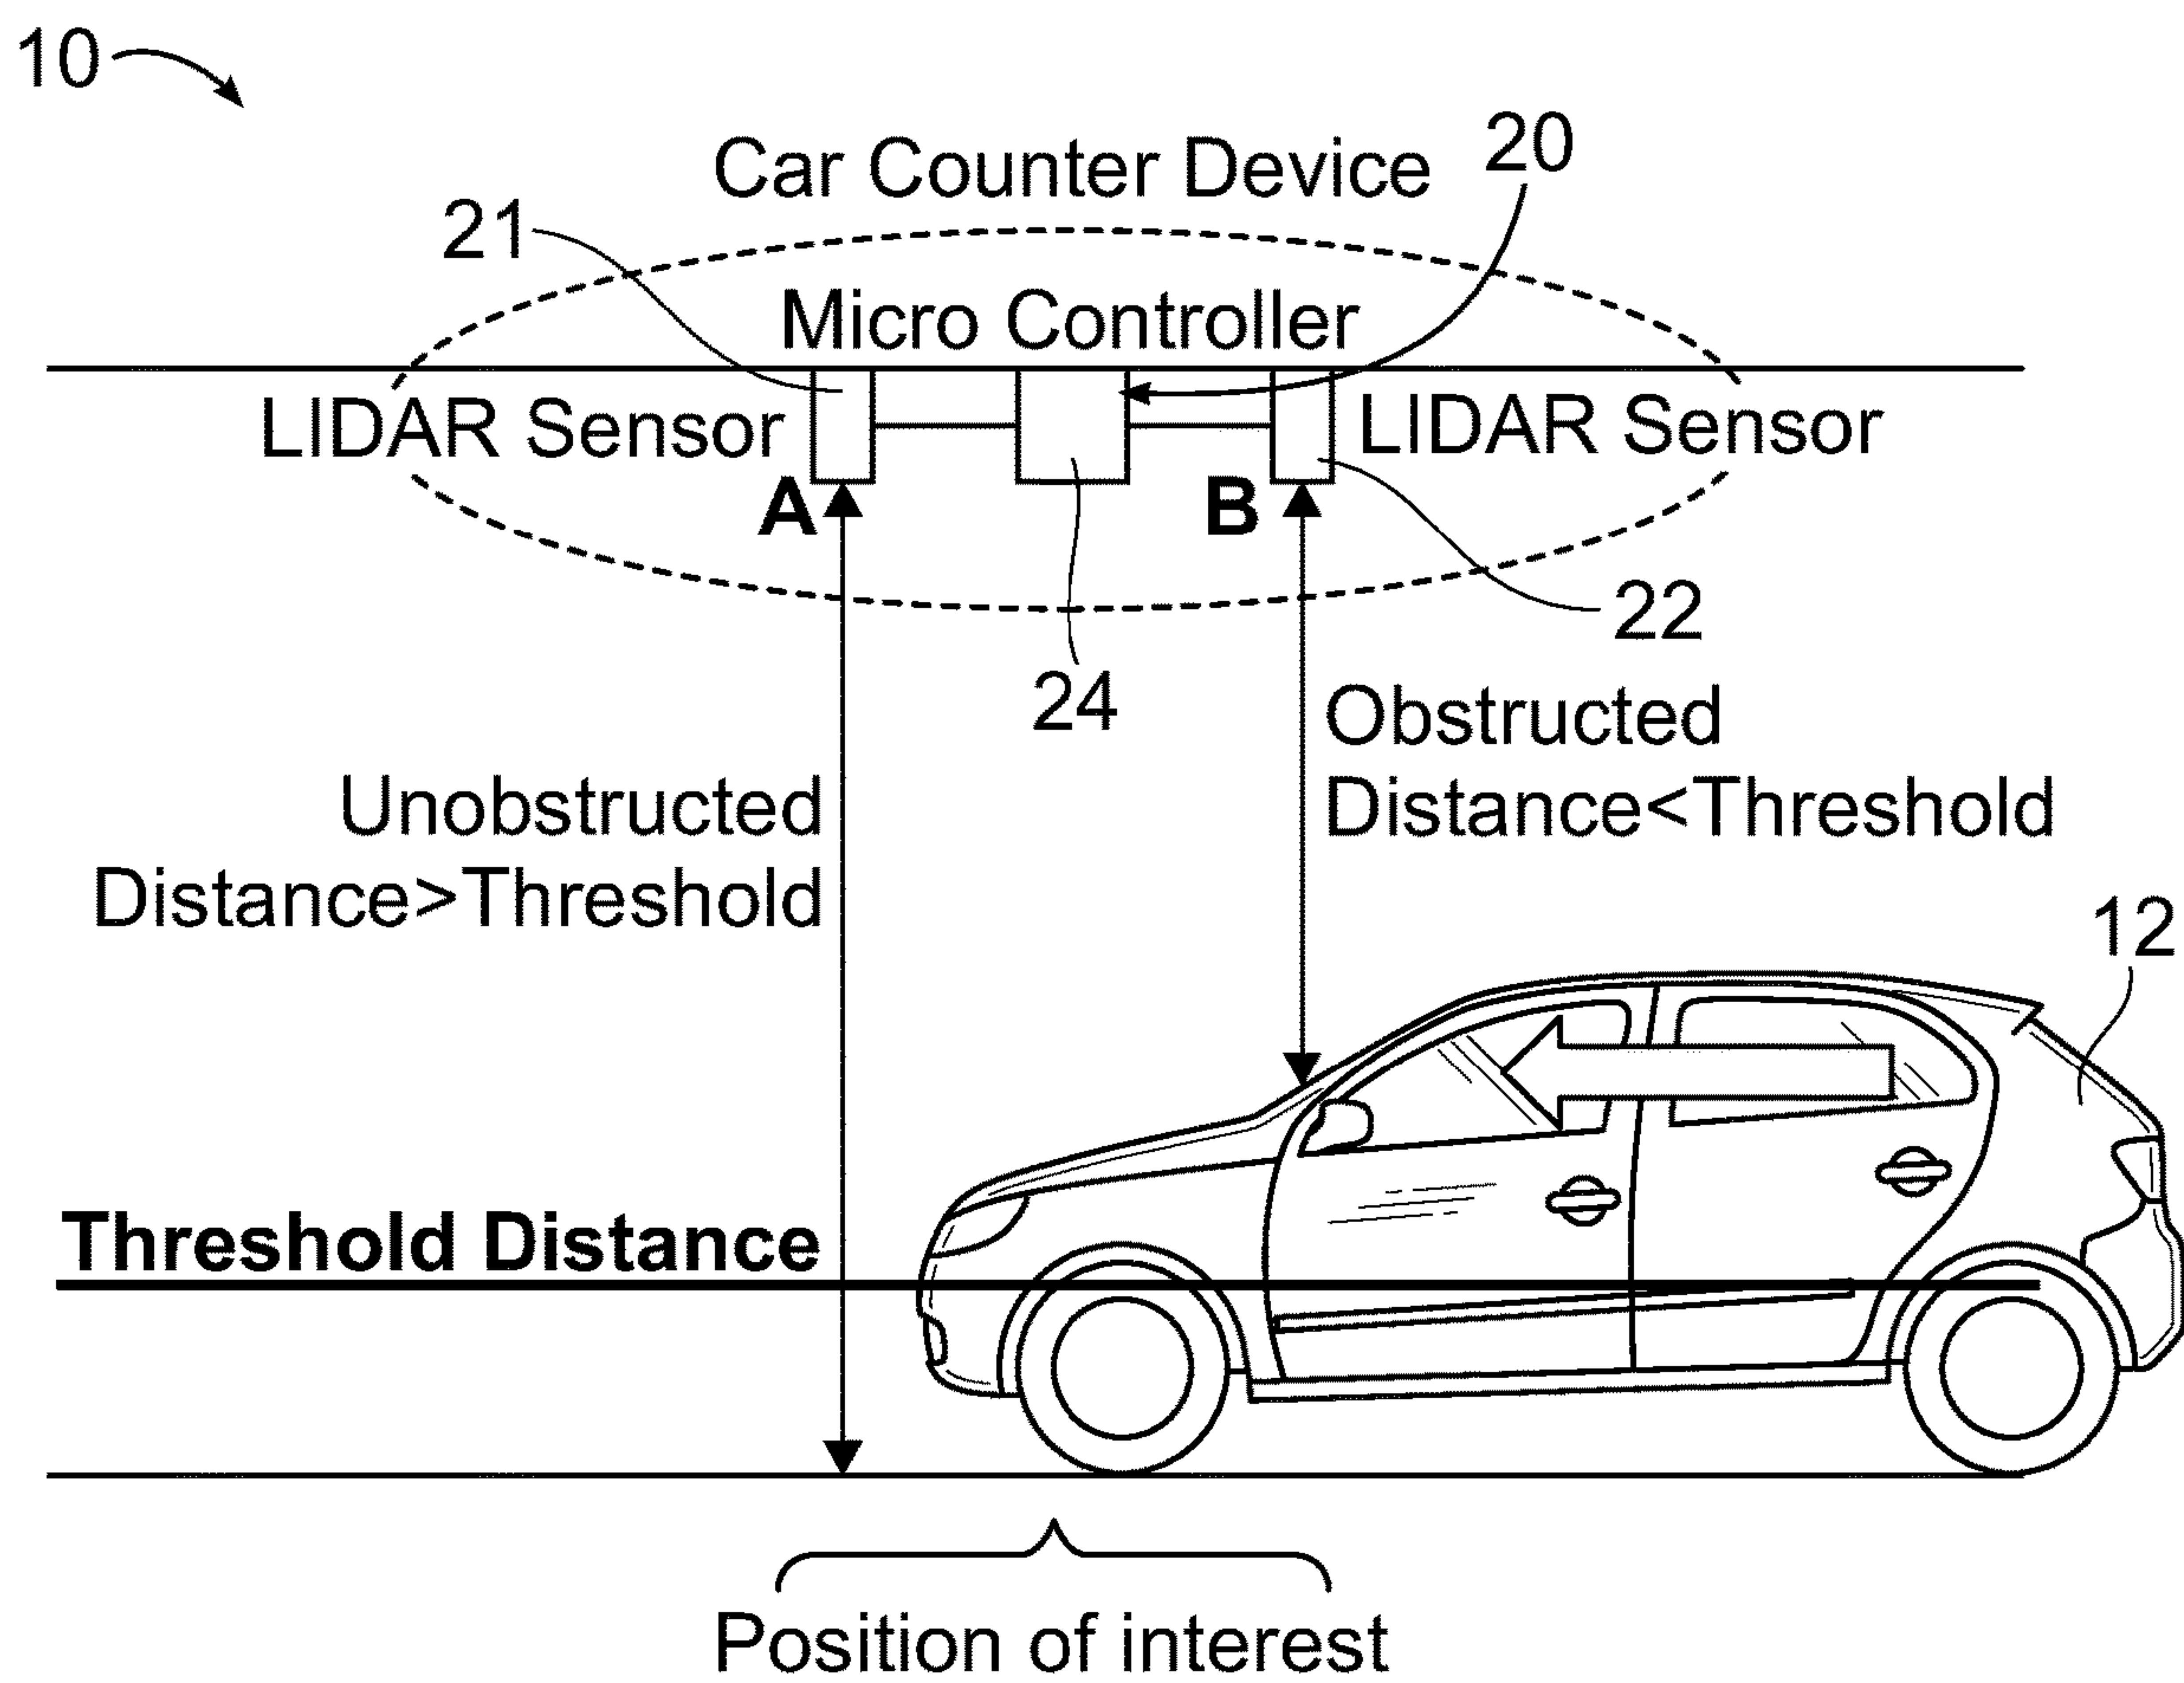 10
Car Counter Device
20
21
Micro Controller
LIDAR Sensor
LIDAR Sensor
A
B
22
24
Obstructed
Distance<Threshold
Unobstructed
Distance>Threshold
12
Threshold Distance
Position of interest